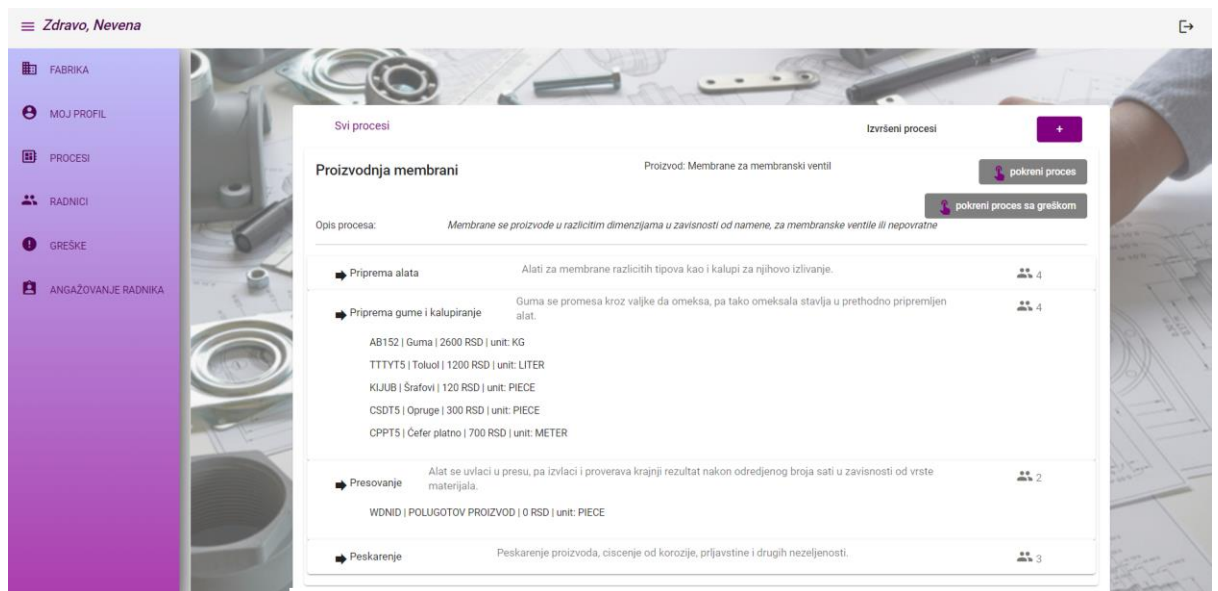 Zdravo, Nevena
FABRIKA
MOJ PROFIL
PROCESI
RADNICI
GREŠKE
ANGAŽOVANJE RADNIKA
Svi procesi
Izvršeni procesi
+
Proizvodnja membrani
Proizvod: Membrane za membranski ventil
pokreni proces
pokreni proces sa greškom
Opis procesa:
Membrane se proizvode u razlicitim dimenzijama u zavisnosti od namene, za membranske ventile ili nepovratne
Priprema alata
Alati za membrane razlicitih tipova kao i kalupi za njihovo izlivanje.
4
Priprema gume i kalupiranje
Guma se promesa kroz valjke da omeksa, pa tako omeksala stavlja u prethodno pripremljen
alat.
4
AB152 | Guma | 2600 RSD | unit: KG
TTTYT5 | Toluol | 1200 RSD | unit: LITER
KIJUB | Šrafovi | 120 RSD | unit: PIECE
CSDT5 | Opruge | 300 RSD | unit: PIECE
CPPT5 | Ćefer platno | 700 RSD | unit: METER
Presovanje
Alat se uvlaci u presu, pa izvlaci i proverava krajnji rezultat nakon odredjenog broja sati u zavisnosti od vrste
materijala.
2
WDNID | POLUGOTOV PROIZVOD | 0 RSD | unit: PIECE
Peskarenje
Peskarenje proizvoda, ciscenje od korozije, prljavstine i drugih nezeljenosti.
3